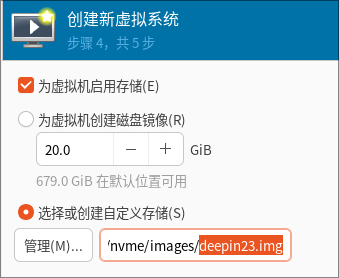 创建新虚拟系统
步骤 4，共 5 步
为虚拟机启用存储(E)
为虚拟机创建磁盘镜像(R)
20.0 − + GiB
679.0 GiB 在默认位置可用
选择或创建自定义存储(S)
管理(M)... /nvme/images/deepin23.img